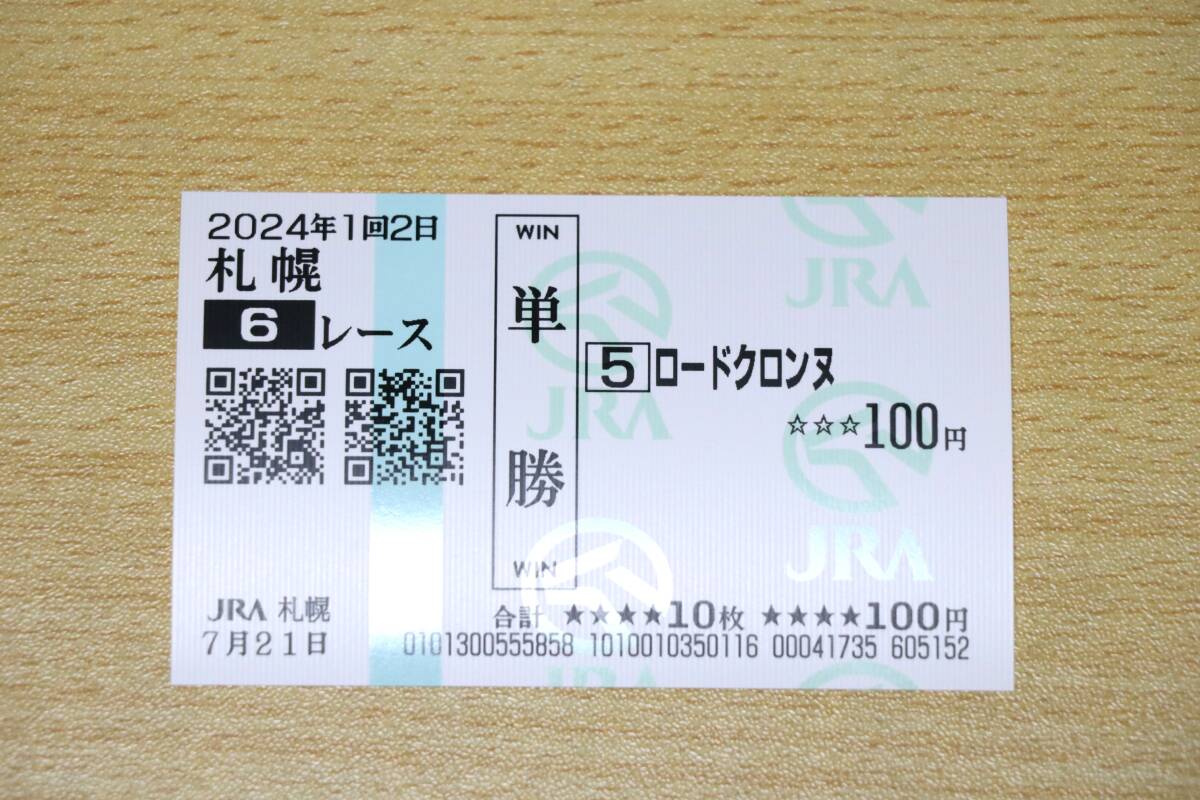 2024年1回2日
札幌
6レース
JRA 札幌
7月21日
WIN
単勝
WIN
5 ロードクロンヌ
☆☆☆100円
合計 ★★★★10枚 ★★★★100円
0101300555858 1010010350116 00041735 605152
JRA
JRA
JRA
JRA